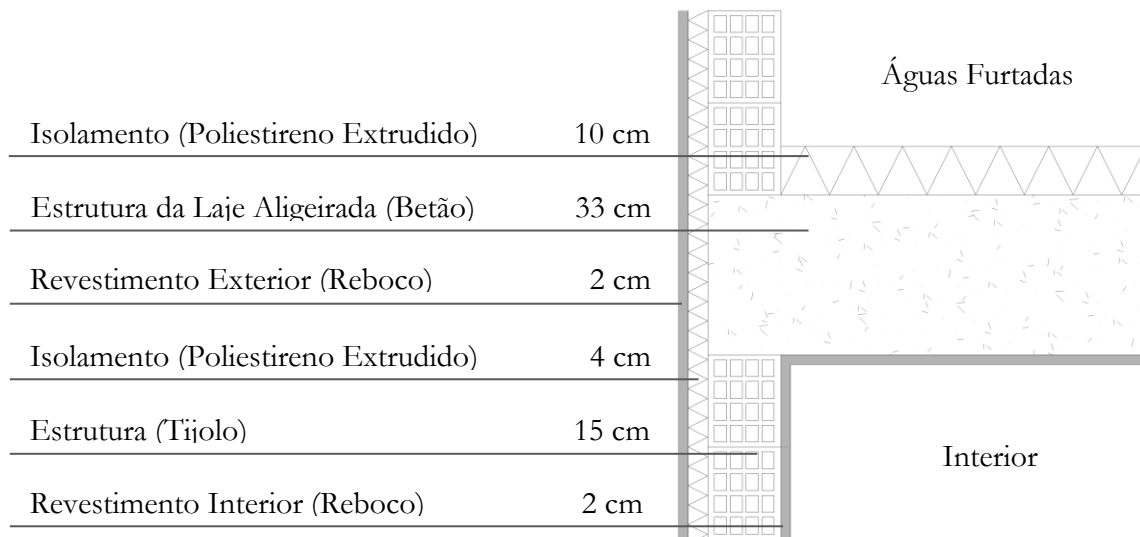 Águas Furtadas
Isolamento (Poliestireno Extrudido) 10 cm
Estrutura da Laje Aligeirada (Betão) 33 cm
Revestimento Exterior (Reboco) 2 cm
Isolamento (Poliestireno Extrudido) 4 cm
Estrutura (Tijolo) 15 cm
Interior
Revestimento Interior (Reboco) 2 cm